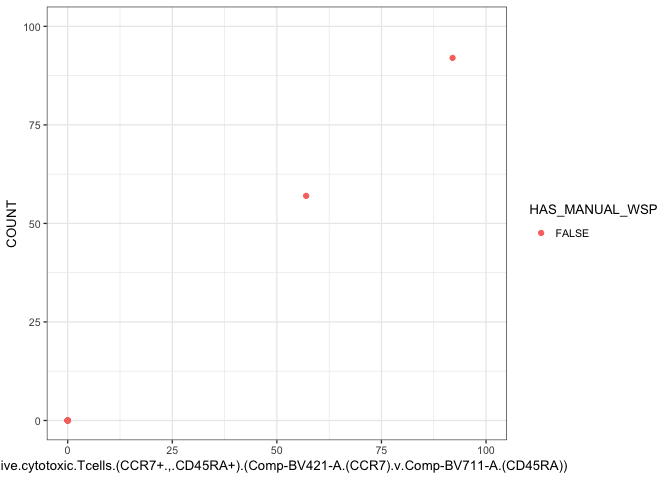 100
75
50
25
0
COUNT
0 25 50 75 100
ive.cytotoxic.Tcells.(CCR7+.,.CD45RA+).(Comp-BV421-A.(CCR7).v.Comp-BV711-A.(CD45RA))
HAS_MANUAL_WSP
FALSE